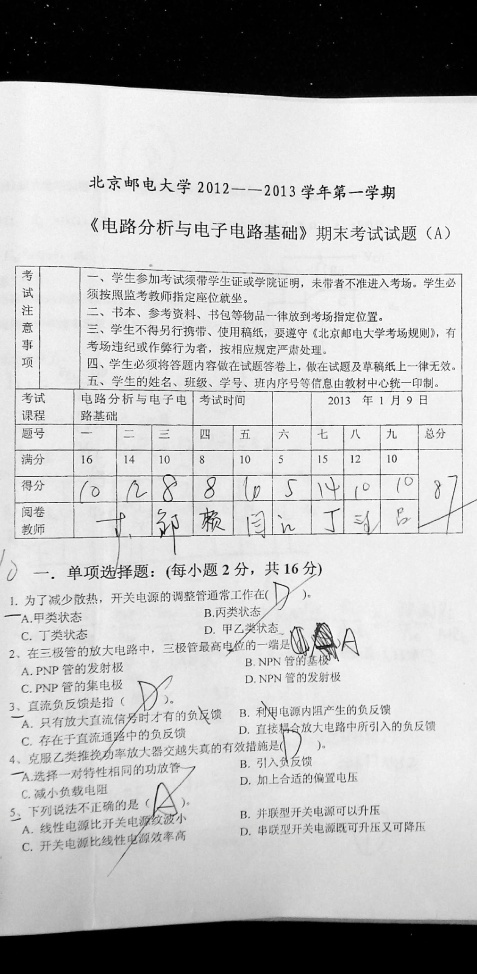 北京邮电大学2012——2013学年第一学期
《电路分析与电子电路基础》期末考试试题（A）
考试注意事项
一、学生参加考试须带学生证或学院证明，未带者不准进入考场。学生必
须按照监考教师指定座位就坐。
二、书本、参考资料、书包等物品一律放到考场指定位置。
三、学生不得另行携带、使用稿纸，要遵守《北京邮电大学考场规则》，有
考场违纪或作弊行为者，按相应规定严肃处理。
四、学生必须将答题内容做在试题答卷上，做在试题及草稿纸上一律无效。
五、学生的姓名、班级、学号、班内序号等信息由教材中心统一印制。
考试课程 电路分析与电子电路基础 考试时间 2013 年 1 月 9 日
题号 一 二 三 四 五 六 七 八 九 总分
满分 16 14 10 8 10 5 15 12 10
得分 10 12 8 8 10 5 14 10 10 87
阅卷教师
10 一．单项选择题：(每小题 2 分，共 16 分)
1. 为了减少散热，开关电源的调整管通常工作在( D )。
A.甲类状态 B.丙类状态
C. 丁类状态 D. 甲乙类状态
2、在三极管的放大电路中，三极管最高电位的一端是 A
A. PNP 管的发射极 B. NPN 管的基极
C. PNP 管的集电极 D. NPN 管的发射极
3、直流负反馈是指（ D ）。
A. 只有放大直流信号时才有的负反馈 B. 利用电源内阻产生的负反馈
C. 存在于直流通路中的负反馈 D. 直接耦合放大电路中所引入的负反馈
4、克服乙类推挽功率放大器交越失真的有效措施是( D )。
A.选择一对特性相同的功放管 B. 引入负反馈
C. 减小负载电阻 D. 加上合适的偏置电压
5、下列说法不正确的是（ A ）。
A. 线性电源比开关电源纹波小 B. 并联型开关电源可以升压
C. 开关电源比线性电源效率高 D. 串联型开关电源既可升压又可降压